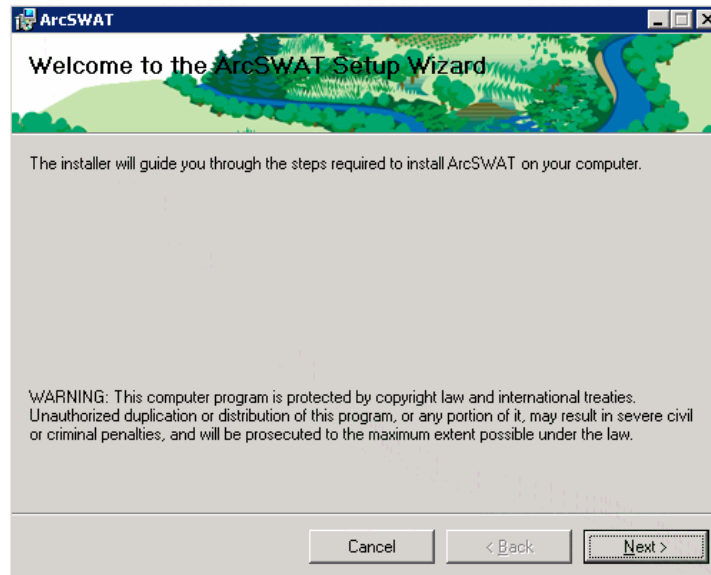 ArcSWAT
Welcome to the ArcSWAT Setup Wizard
The installer will guide you through the steps required to install ArcSWAT on your computer.
WARNING: This computer program is protected by copyright law and international treaties.
Unauthorized duplication or distribution of this program, or any portion of it, may result in severe civil
or criminal penalties, and will be prosecuted to the maximum extent possible under the law.
Cancel
< Back
Next >